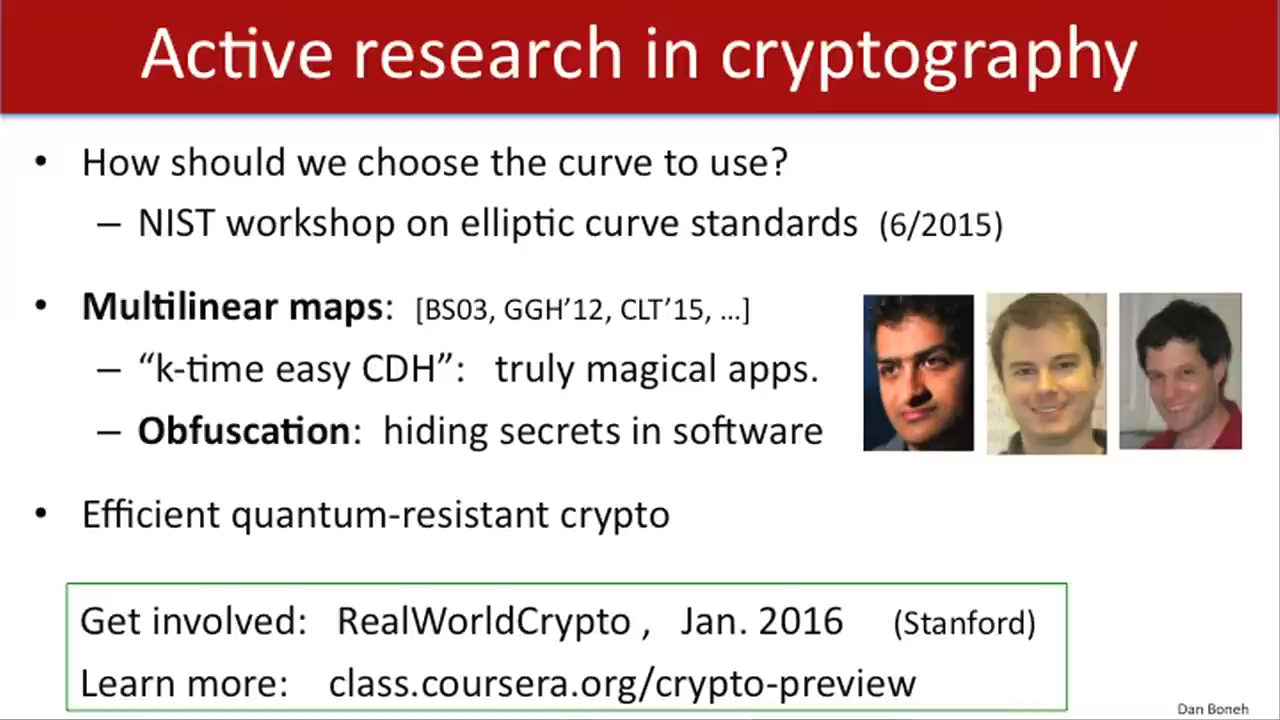 Active research in cryptography
• How should we choose the curve to use?
– NIST workshop on elliptic curve standards (6/2015)
• Multilinear maps: [BS03, GGH’12, CLT’15, …]
– “k-time easy CDH”: truly magical apps.
– Obfuscation: hiding secrets in software
• Efficient quantum-resistant crypto
Get involved: RealWorldCrypto , Jan. 2016 (Stanford)
Learn more: class.coursera.org/crypto-preview
Dan Boneh